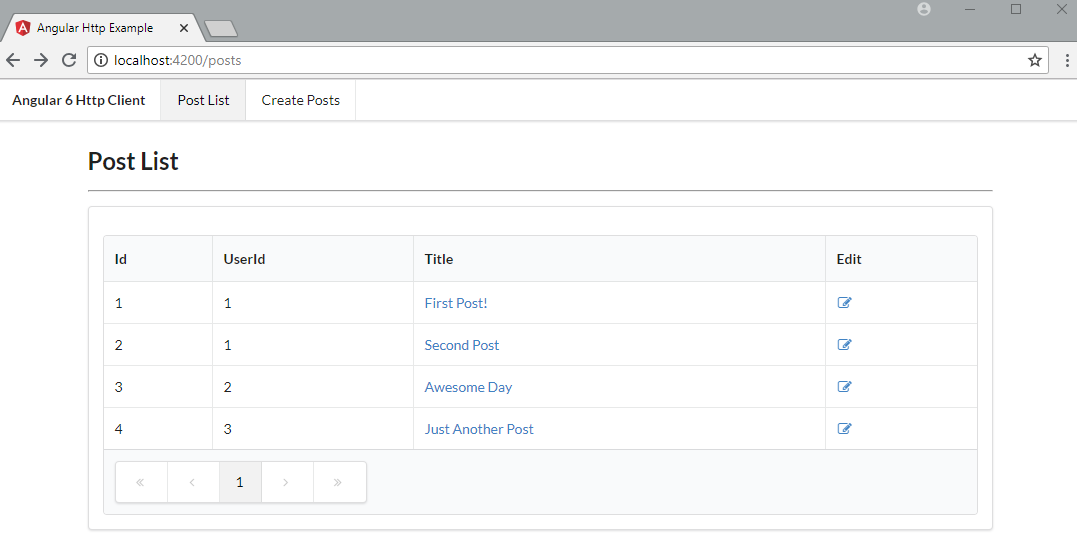 Angular Http Example
localhost:4200/posts
Angular 6 Http Client Post List Create Posts
Post List
Id UserId Title Edit
1 1 First Post!
2 1 Second Post
3 2 Awesome Day
4 3 Just Another Post
« ‹ 1 › »